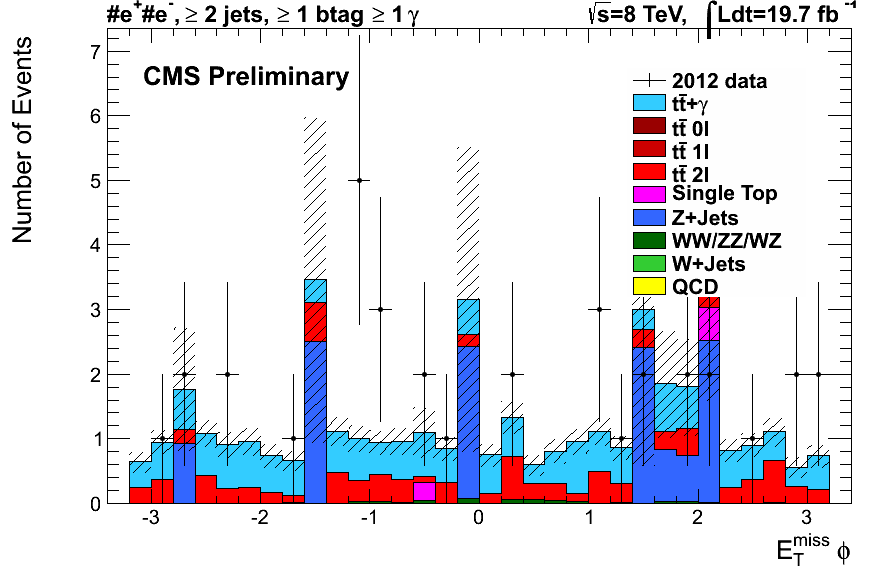 #e⁺#e⁻, ≥ 2 jets, ≥ 1 btag ≥ 1 γ
√s=8 TeV, ∫Ldt=19.7 fb⁻¹
CMS Preliminary
2012 data
tt̄+γ
tt̄ 0l
tt̄ 1l
tt̄ 2l
Single Top
Z+Jets
WW/ZZ/WZ
W+Jets
QCD
Number of Events
7
6
5
4
3
2
1
0
-3 -2 -1 0 1 2 3
E_T^miss ϕ